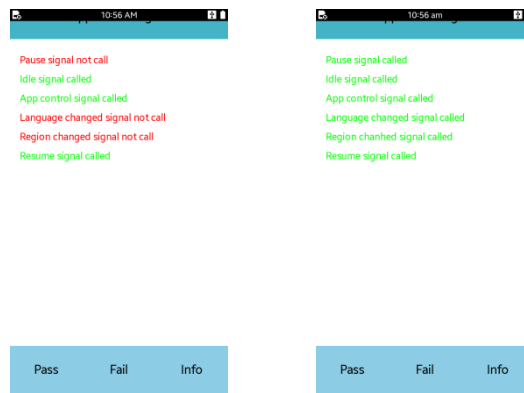 10:56 AM
Pause signal not call
Idle signal called
App control signal called
Language changed signal not call
Region changed signal not call
Resume signal called
Pass Fail Info
10:56 am
Pause signal called
Idle signal called
App control signal called
Language changed signal called
Region chanhed signal called
Resume signal called
Pass Fail Info